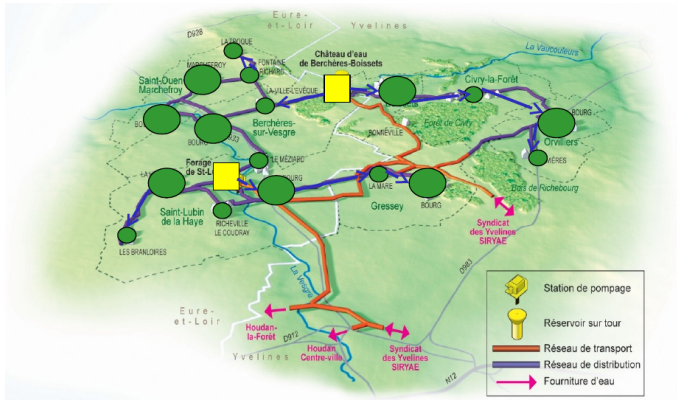 Eure-
et-Loir
Yvelines
D928
La Vaucouleurs
LA TROQUE
FONTAINE
RICHARD
MARCHEFROY
Château d'eau
de Berchères-Boissets
Saint-Ouen
Marchefroy
LA-VILLE-L'EVÊQUE
Civry-la-Forêt
Berchères-
sur-Vesgre
BOURG
Forêt de Civry
Orvilliers
BOURG
BONNEVILLE
LE MÉZIARD
Forage
BOURG
LA MARE
Gressey
BOURG
Bois de Richebourg
Saint-Lubin
de la Haye
RICHEVILLE
LE COUDRAY
LES BRANLOIRES
Syndicat
des Yvelines
SIRYAE
La Vesgre
D983
Eure-
et-Loir
Houdan-
la-Forêt
D912
Yvelines
Houdan
Centre-ville
Syndicat
des Yvelines
SIRYAE
N12
Station de pompage
Réservoir sur tour
Réseau de transport
Réseau de distribution
Fourniture d'eau